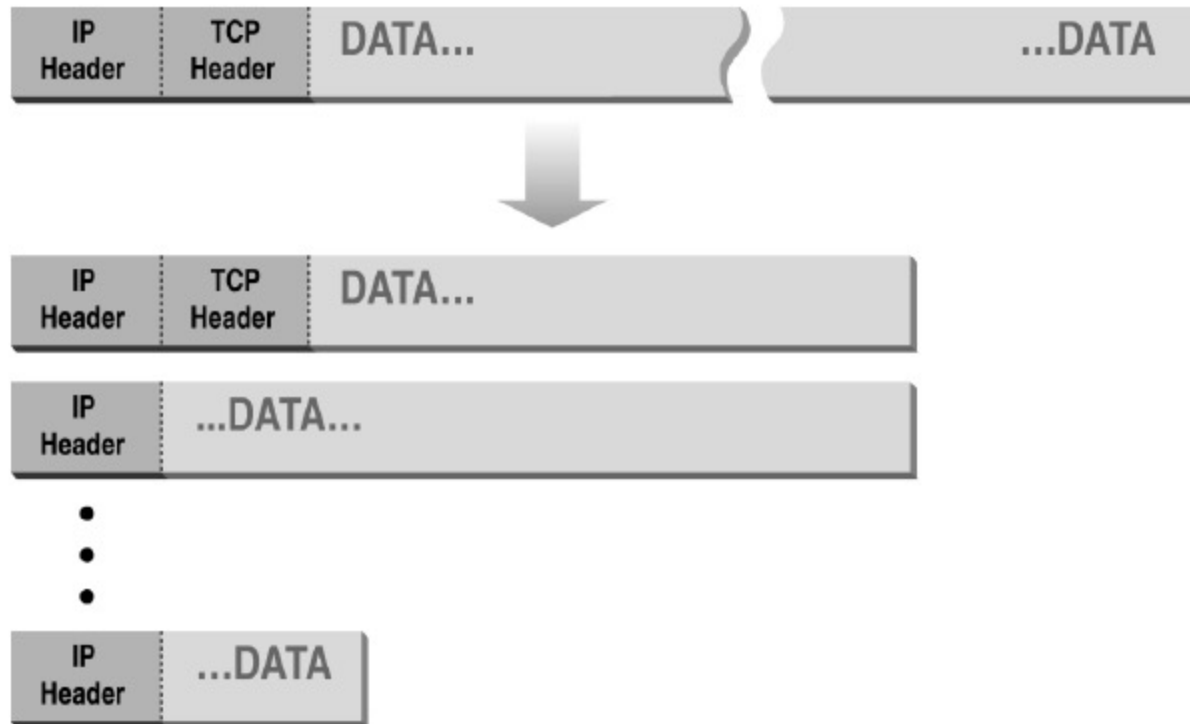 IP
Header
TCP
Header
DATA...
...DATA
IP
Header
TCP
Header
DATA...
IP
Header
...DATA...
IP
Header
...DATA